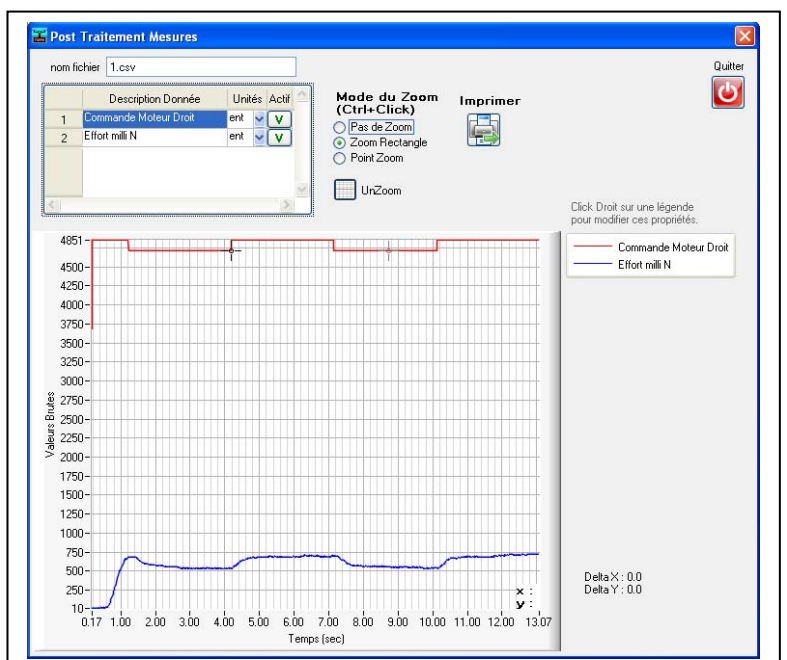 Post Traitement Mesures
nom fichier 1.csv
Quitter
Description Donnée Unités Actif
1 Commande Moteur Droit ent V
2 Effort milli N ent V
Mode du Zoom
(Ctrl+Click)
Pas de Zoom
Zoom Rectangle
Point Zoom
UnZoom
Imprimer
Click Droit sur une légende
pour modifier ces propriétés.
Commande Moteur Droit
Effort milli N
Valeurs Brutes
4851
4500
4250
4000
3750
3500
3250
3000
2750
2500
2250
2000
1750
1500
1250
1000
750
500
250
10
x :
y :
0.17 1.00 2.00 3.00 4.00 5.00 6.00 7.00 8.00 9.00 10.00 11.00 12.00 13.07
Temps (sec)
Delta X : 0.0
Delta Y : 0.0